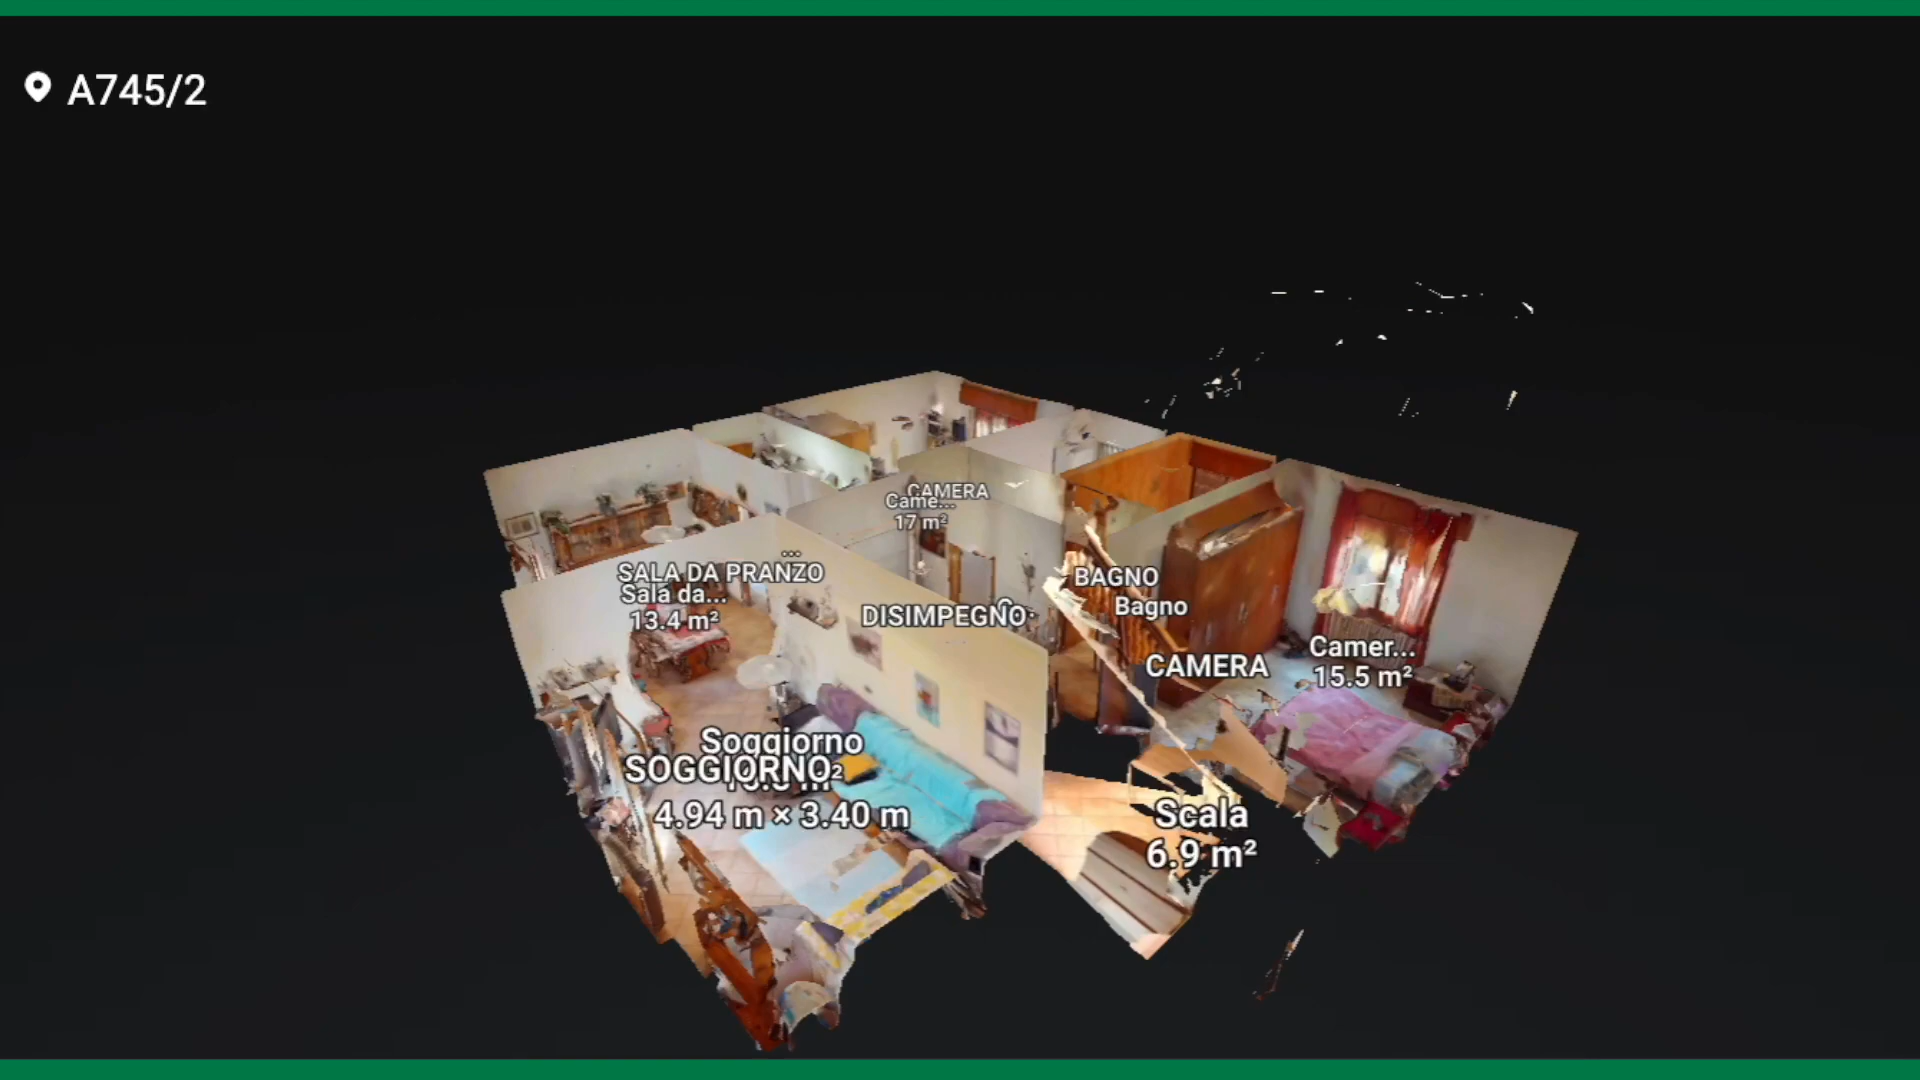 A745/2
CAMERA
Came...
17 m²
...
SALA DA PRANZO
Sala da...
13.4 m²
BAGNO
Bagno
DISIMPEGNO
CAMERA
Camer...
15.5 m²
Soggiorno
SOGGIORNO
4.94 m × 3.40 m
Scala
6.9 m²